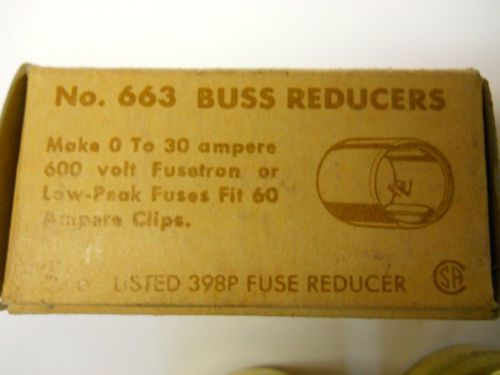 No. 663 BUSS REDUCERS
Make 0 To 30 ampere
600 volt Fusetron or
Low-Peak Fuses Fit 60
Ampere Clips.
LISTED 398P FUSE REDUCER
CSA